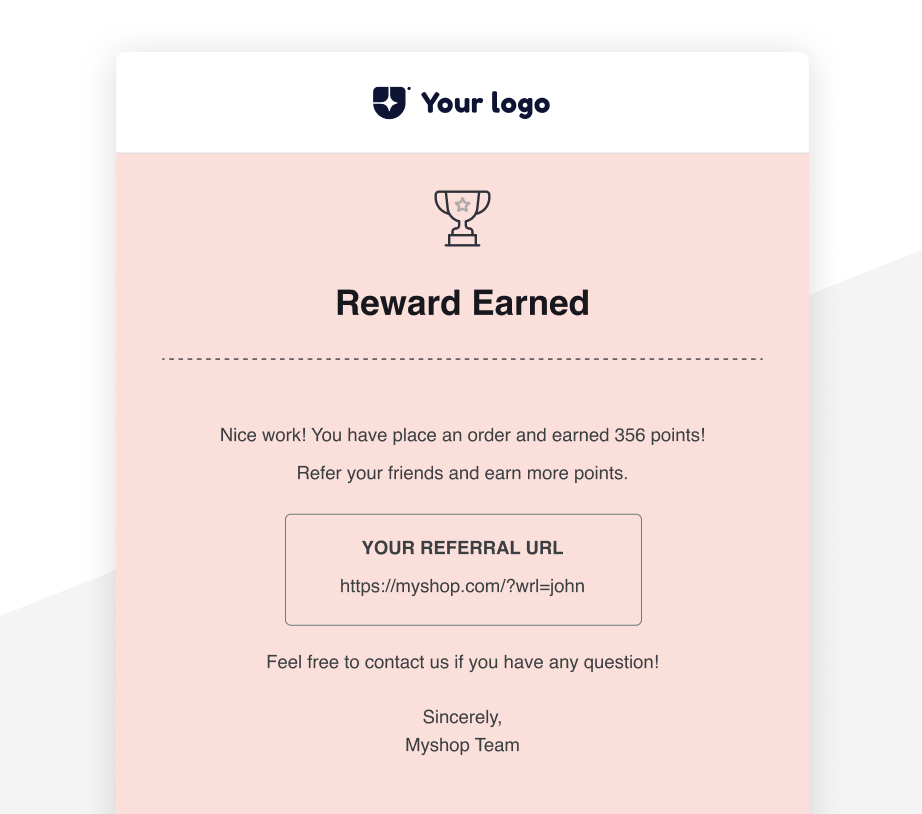 Your logo
Reward Earned
Nice work! You have place an order and earned 356 points!
Refer your friends and earn more points.
YOUR REFERRAL URL
https://myshop.com/?wrl=john
Feel free to contact us if you have any question!
Sincerely,
Myshop Team